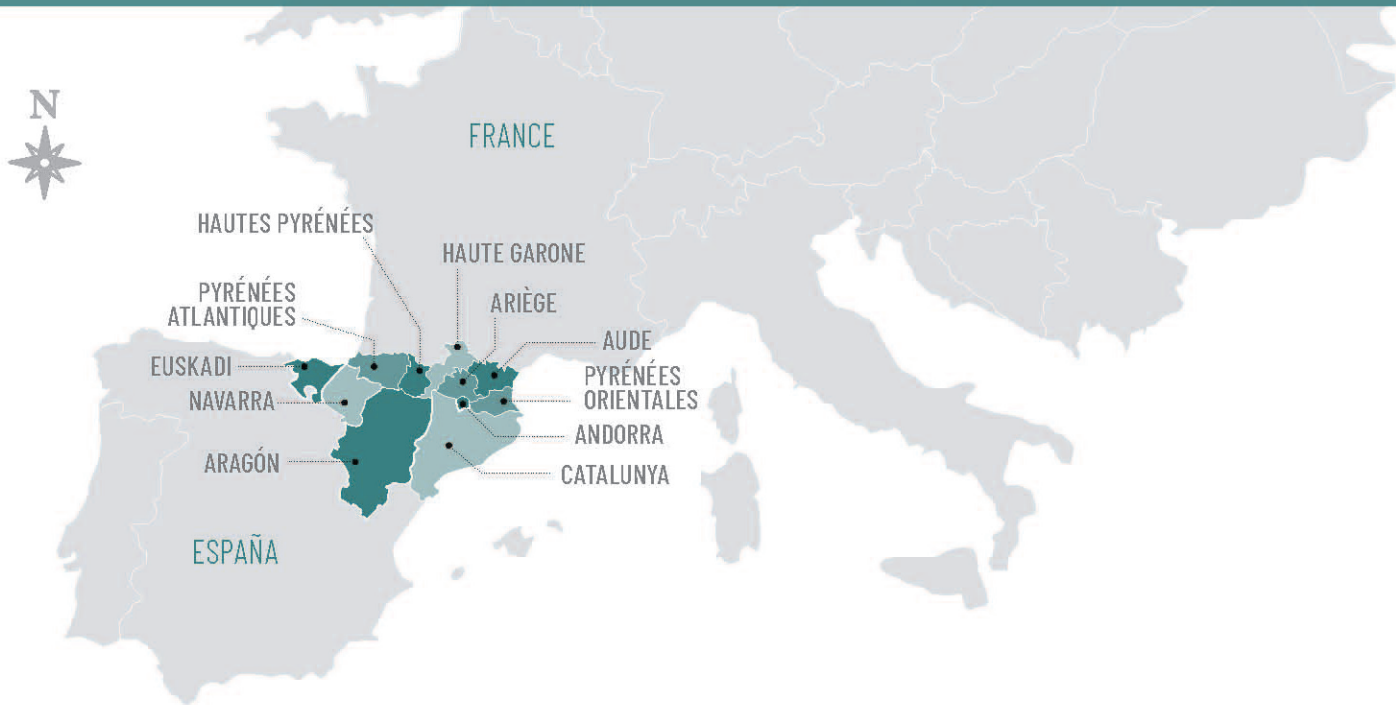 N
FRANCE
HAUTES PYRÉNÉES
HAUTE GARONE
PYRÉNÉES
ATLANTIQUES
ARIÈGE
AUDE
EUSKADI
PYRÉNÉES
ORIENTALES
NAVARRA
ANDORRA
ARAGÓN
CATALUNYA
ESPAÑA